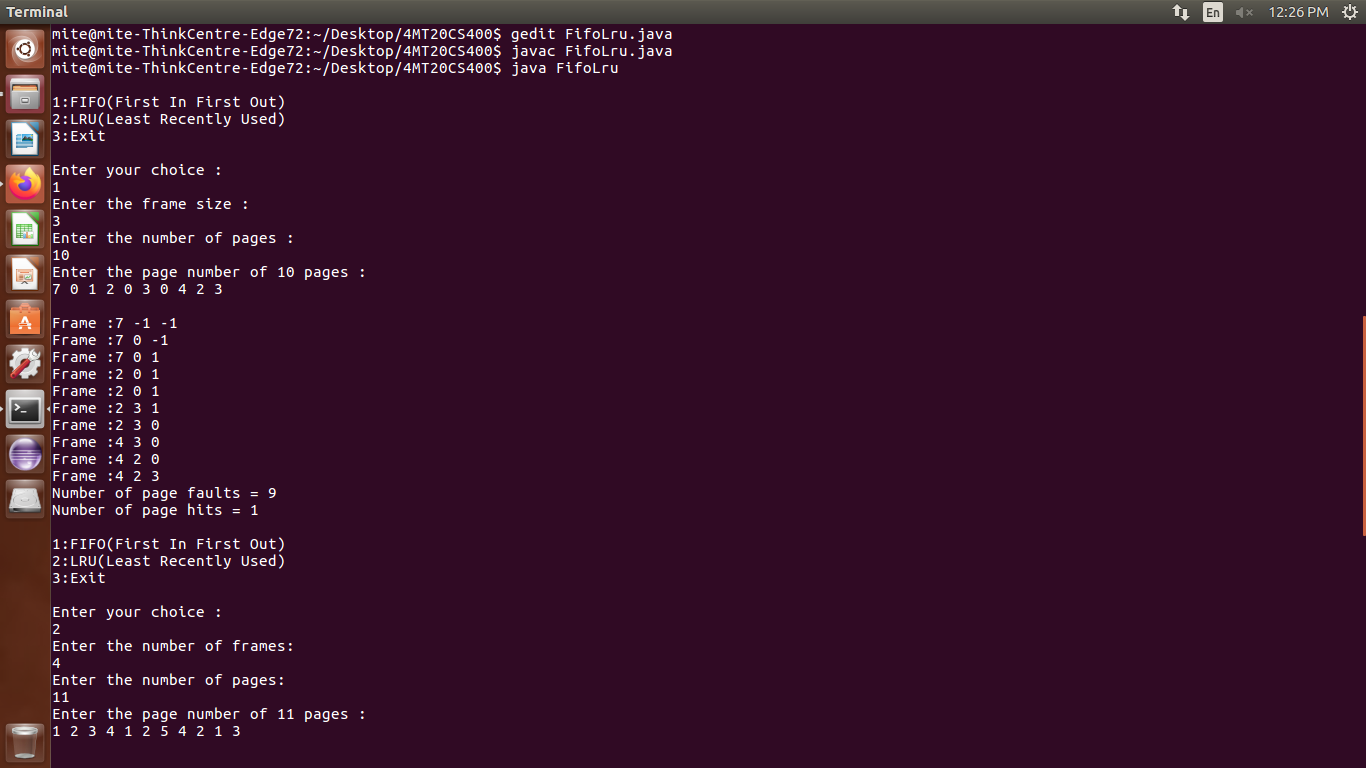 Terminal
En
12:26 PM
mite@mite-ThinkCentre-Edge72:~/Desktop/4MT20CS400$ gedit FifoLru.java
mite@mite-ThinkCentre-Edge72:~/Desktop/4MT20CS400$ javac FifoLru.java
mite@mite-ThinkCentre-Edge72:~/Desktop/4MT20CS400$ java FifoLru
1:FIFO(First In First Out)
2:LRU(Least Recently Used)
3:Exit
Enter your choice :
1
Enter the frame size :
3
Enter the number of pages :
10
Enter the page number of 10 pages :
7 0 1 2 0 3 0 4 2 3
Frame :7 -1 -1
Frame :7 0 -1
Frame :7 0 1
Frame :2 0 1
Frame :2 0 1
Frame :2 3 1
Frame :2 3 0
Frame :4 3 0
Frame :4 2 0
Frame :4 2 3
Number of page faults = 9
Number of page hits = 1
1:FIFO(First In First Out)
2:LRU(Least Recently Used)
3:Exit
Enter your choice :
2
Enter the number of frames:
4
Enter the number of pages:
11
Enter the page number of 11 pages :
1 2 3 4 1 2 5 4 2 1 3